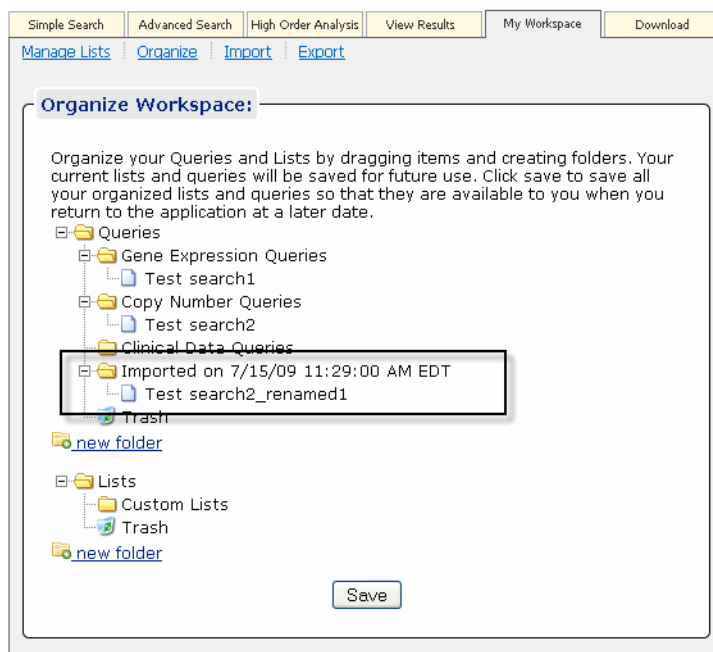 Simple Search Advanced Search High Order Analysis View Results My Workspace Download
Manage Lists Organize Import Export
Organize Workspace:
Organize your Queries and Lists by dragging items and creating folders. Your
current lists and queries will be saved for future use. Click save to save all
your organized lists and queries so that they are available to you when you
return to the application at a later date.
Queries
Gene Expression Queries
Test search1
Copy Number Queries
Test search2
Clinical Data Queries
Imported on 7/15/09 11:29:00 AM EDT
Test search2_renamed1
Trash
new folder
Lists
Custom Lists
Trash
new folder
Save